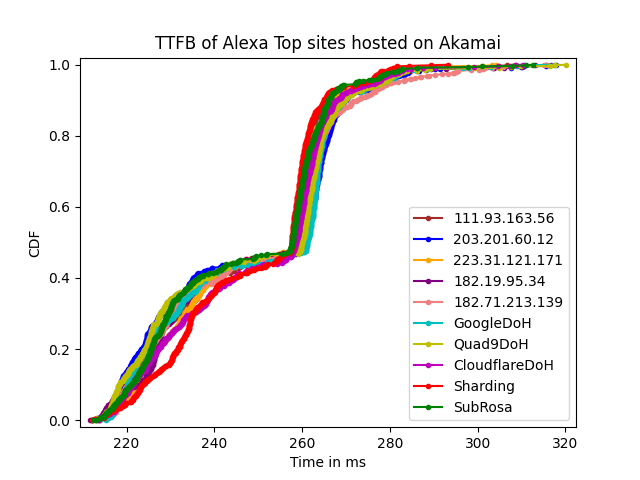 TTFB of Alexa Top sites hosted on Akamai
1.0
0.8
0.6
0.4
0.2
0.0
CDF
111.93.163.56
203.201.60.12
223.31.121.171
182.19.95.34
182.71.213.139
GoogleDoH
Quad9DoH
CloudflareDoH
Sharding
SubRosa
220 240 260 280 300 320
Time in ms